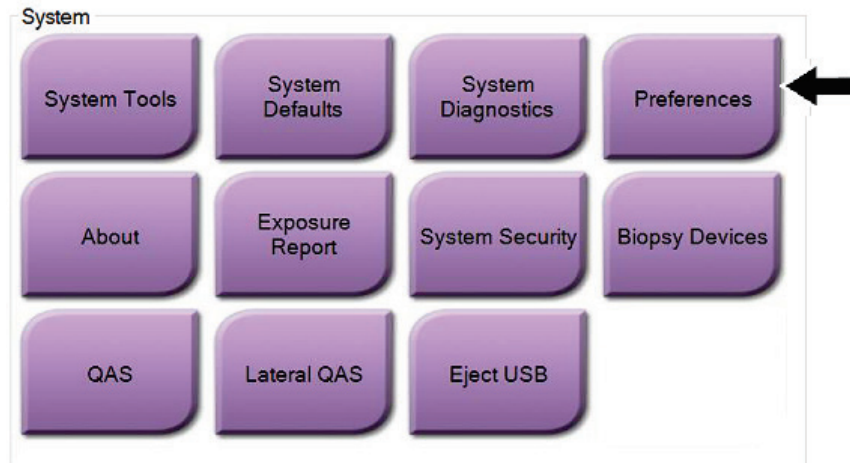 System
System Tools
System
Defaults
System
Diagnostics
Preferences
About
Exposure
Report
System Security
Biopsy Devices
QAS
Lateral QAS
Eject USB